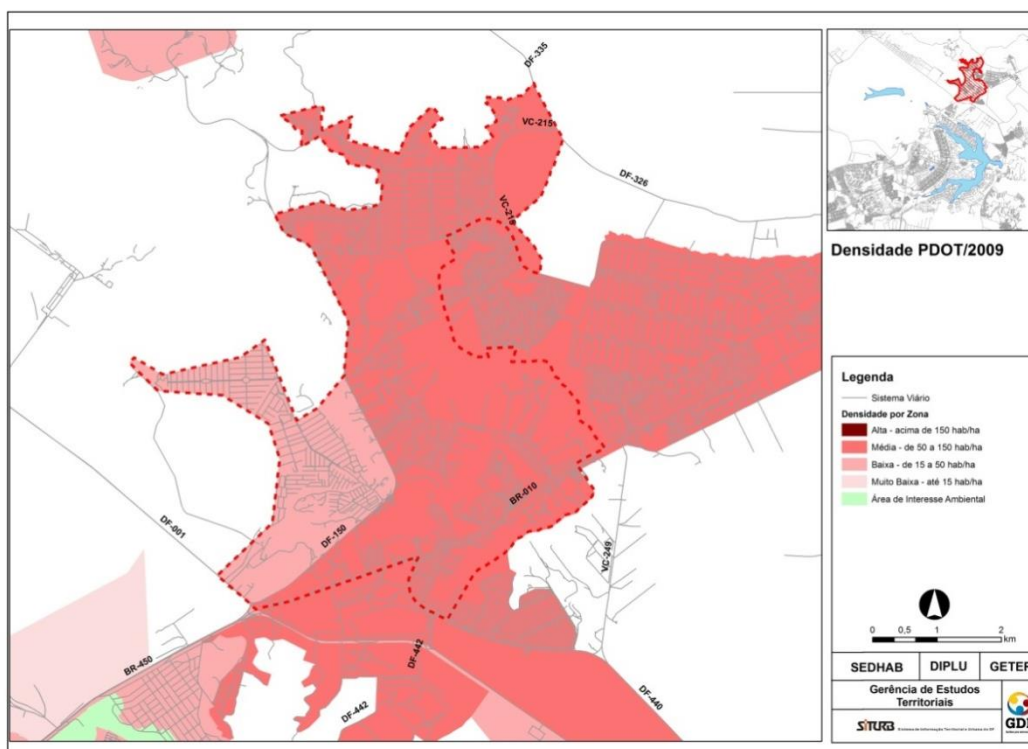 DF-335
VC-215
DF-326
VC-215
DF-001
DF-150
BR-010
VC-249
BR-450
DF-442
DF-442
DF-440
Densidade PDOT/2009
Legenda
Sistema Viário
Densidade por Zona
Alta - acima de 150 hab/ha
Média - de 50 a 150 hab/ha
Baixa - de 15 a 50 hab/ha
Muito Baixa - até 15 hab/ha
Área de Interesse Ambiental
0 0,5 1 2
km
SEDHAB DIPLU GETER
Gerência de Estudos
Territoriais
SITURB